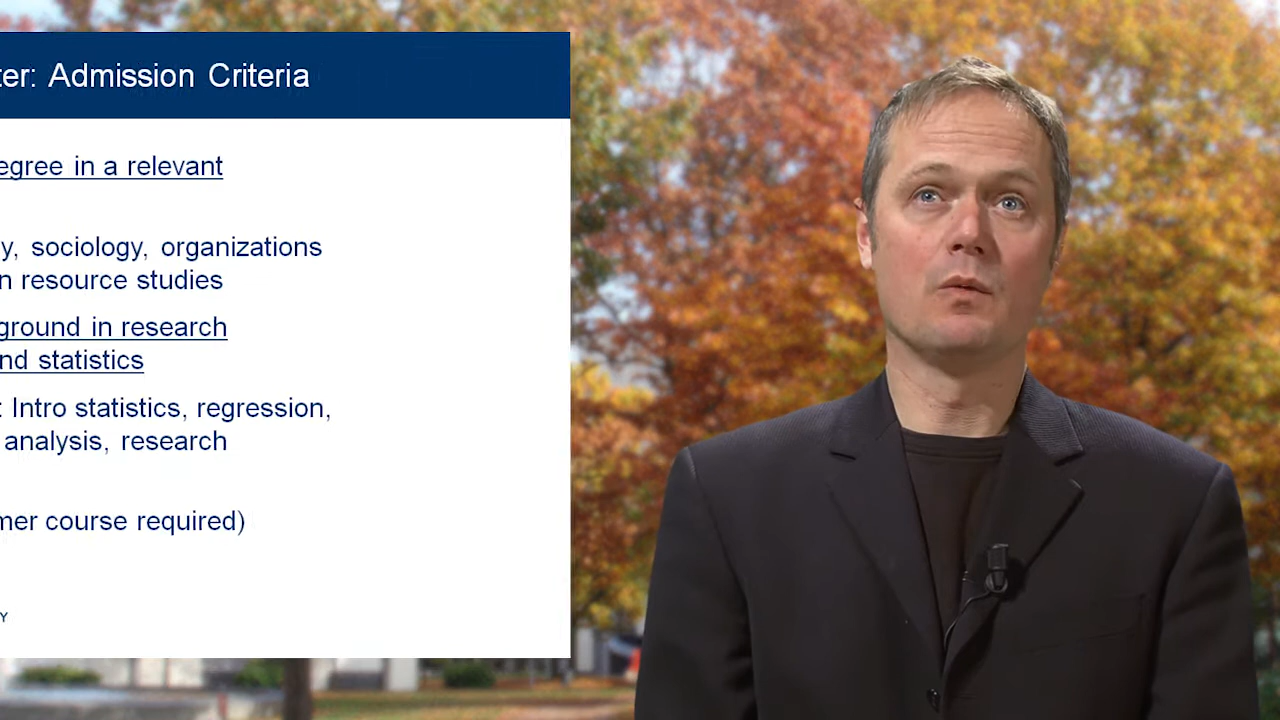 ter: Admission Criteria
egree in a relevant
y, sociology, organizations
n resource studies
ground in research
nd statistics
: Intro statistics, regression,
analysis, research
mer course required)
Y